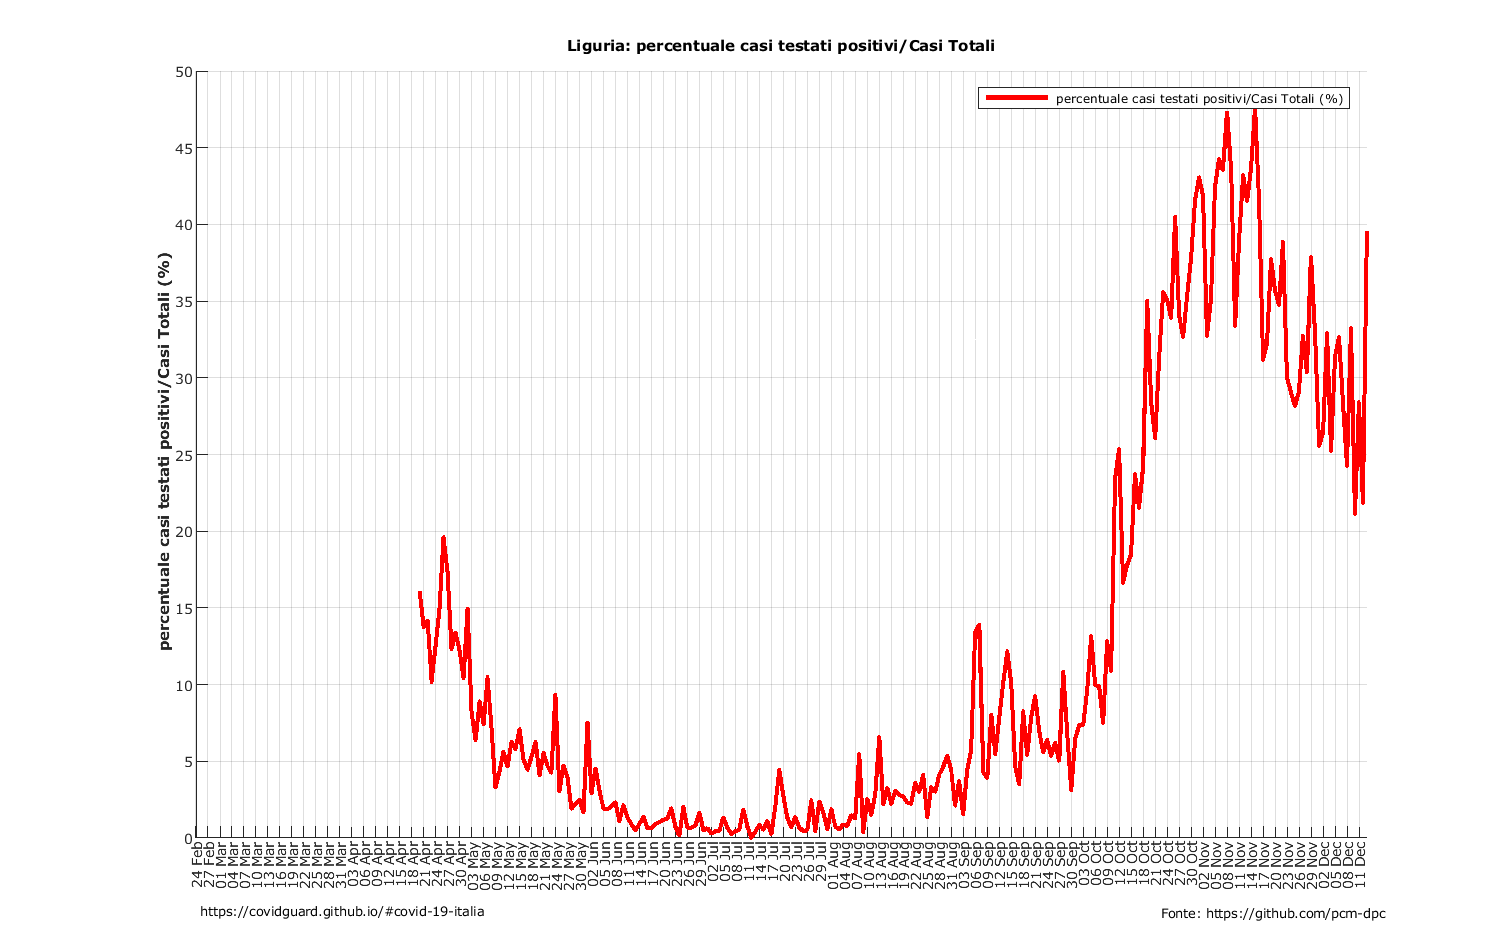 Liguria: percentuale casi testati positivi/Casi Totali
percentuale casi testati positivi/Casi Totali (%)
percentuale casi testati positivi/Casi Totali (%)
50
45
40
35
30
25
20
15
10
5
0
24 Feb
27 Feb
01 Mar
04 Mar
07 Mar
10 Mar
13 Mar
16 Mar
19 Mar
22 Mar
25 Mar
28 Mar
31 Mar
03 Apr
06 Apr
09 Apr
12 Apr
15 Apr
18 Apr
21 Apr
24 Apr
27 Apr
30 Apr
03 May
06 May
09 May
12 May
15 May
18 May
21 May
24 May
27 May
30 May
02 Jun
05 Jun
08 Jun
11 Jun
14 Jun
17 Jun
20 Jun
23 Jun
26 Jun
29 Jun
02 Jul
05 Jul
08 Jul
11 Jul
14 Jul
17 Jul
20 Jul
23 Jul
26 Jul
29 Jul
01 Aug
04 Aug
07 Aug
10 Aug
13 Aug
16 Aug
19 Aug
22 Aug
25 Aug
28 Aug
31 Aug
03 Sep
06 Sep
09 Sep
12 Sep
15 Sep
18 Sep
21 Sep
24 Sep
27 Sep
30 Sep
03 Oct
06 Oct
09 Oct
12 Oct
15 Oct
18 Oct
21 Oct
24 Oct
27 Oct
30 Oct
02 Nov
05 Nov
08 Nov
11 Nov
14 Nov
17 Nov
20 Nov
23 Nov
26 Nov
29 Nov
02 Dec
05 Dec
08 Dec
11 Dec
https://covidguard.github.io/#covid-19-italia
Fonte: https://github.com/pcm-dpc